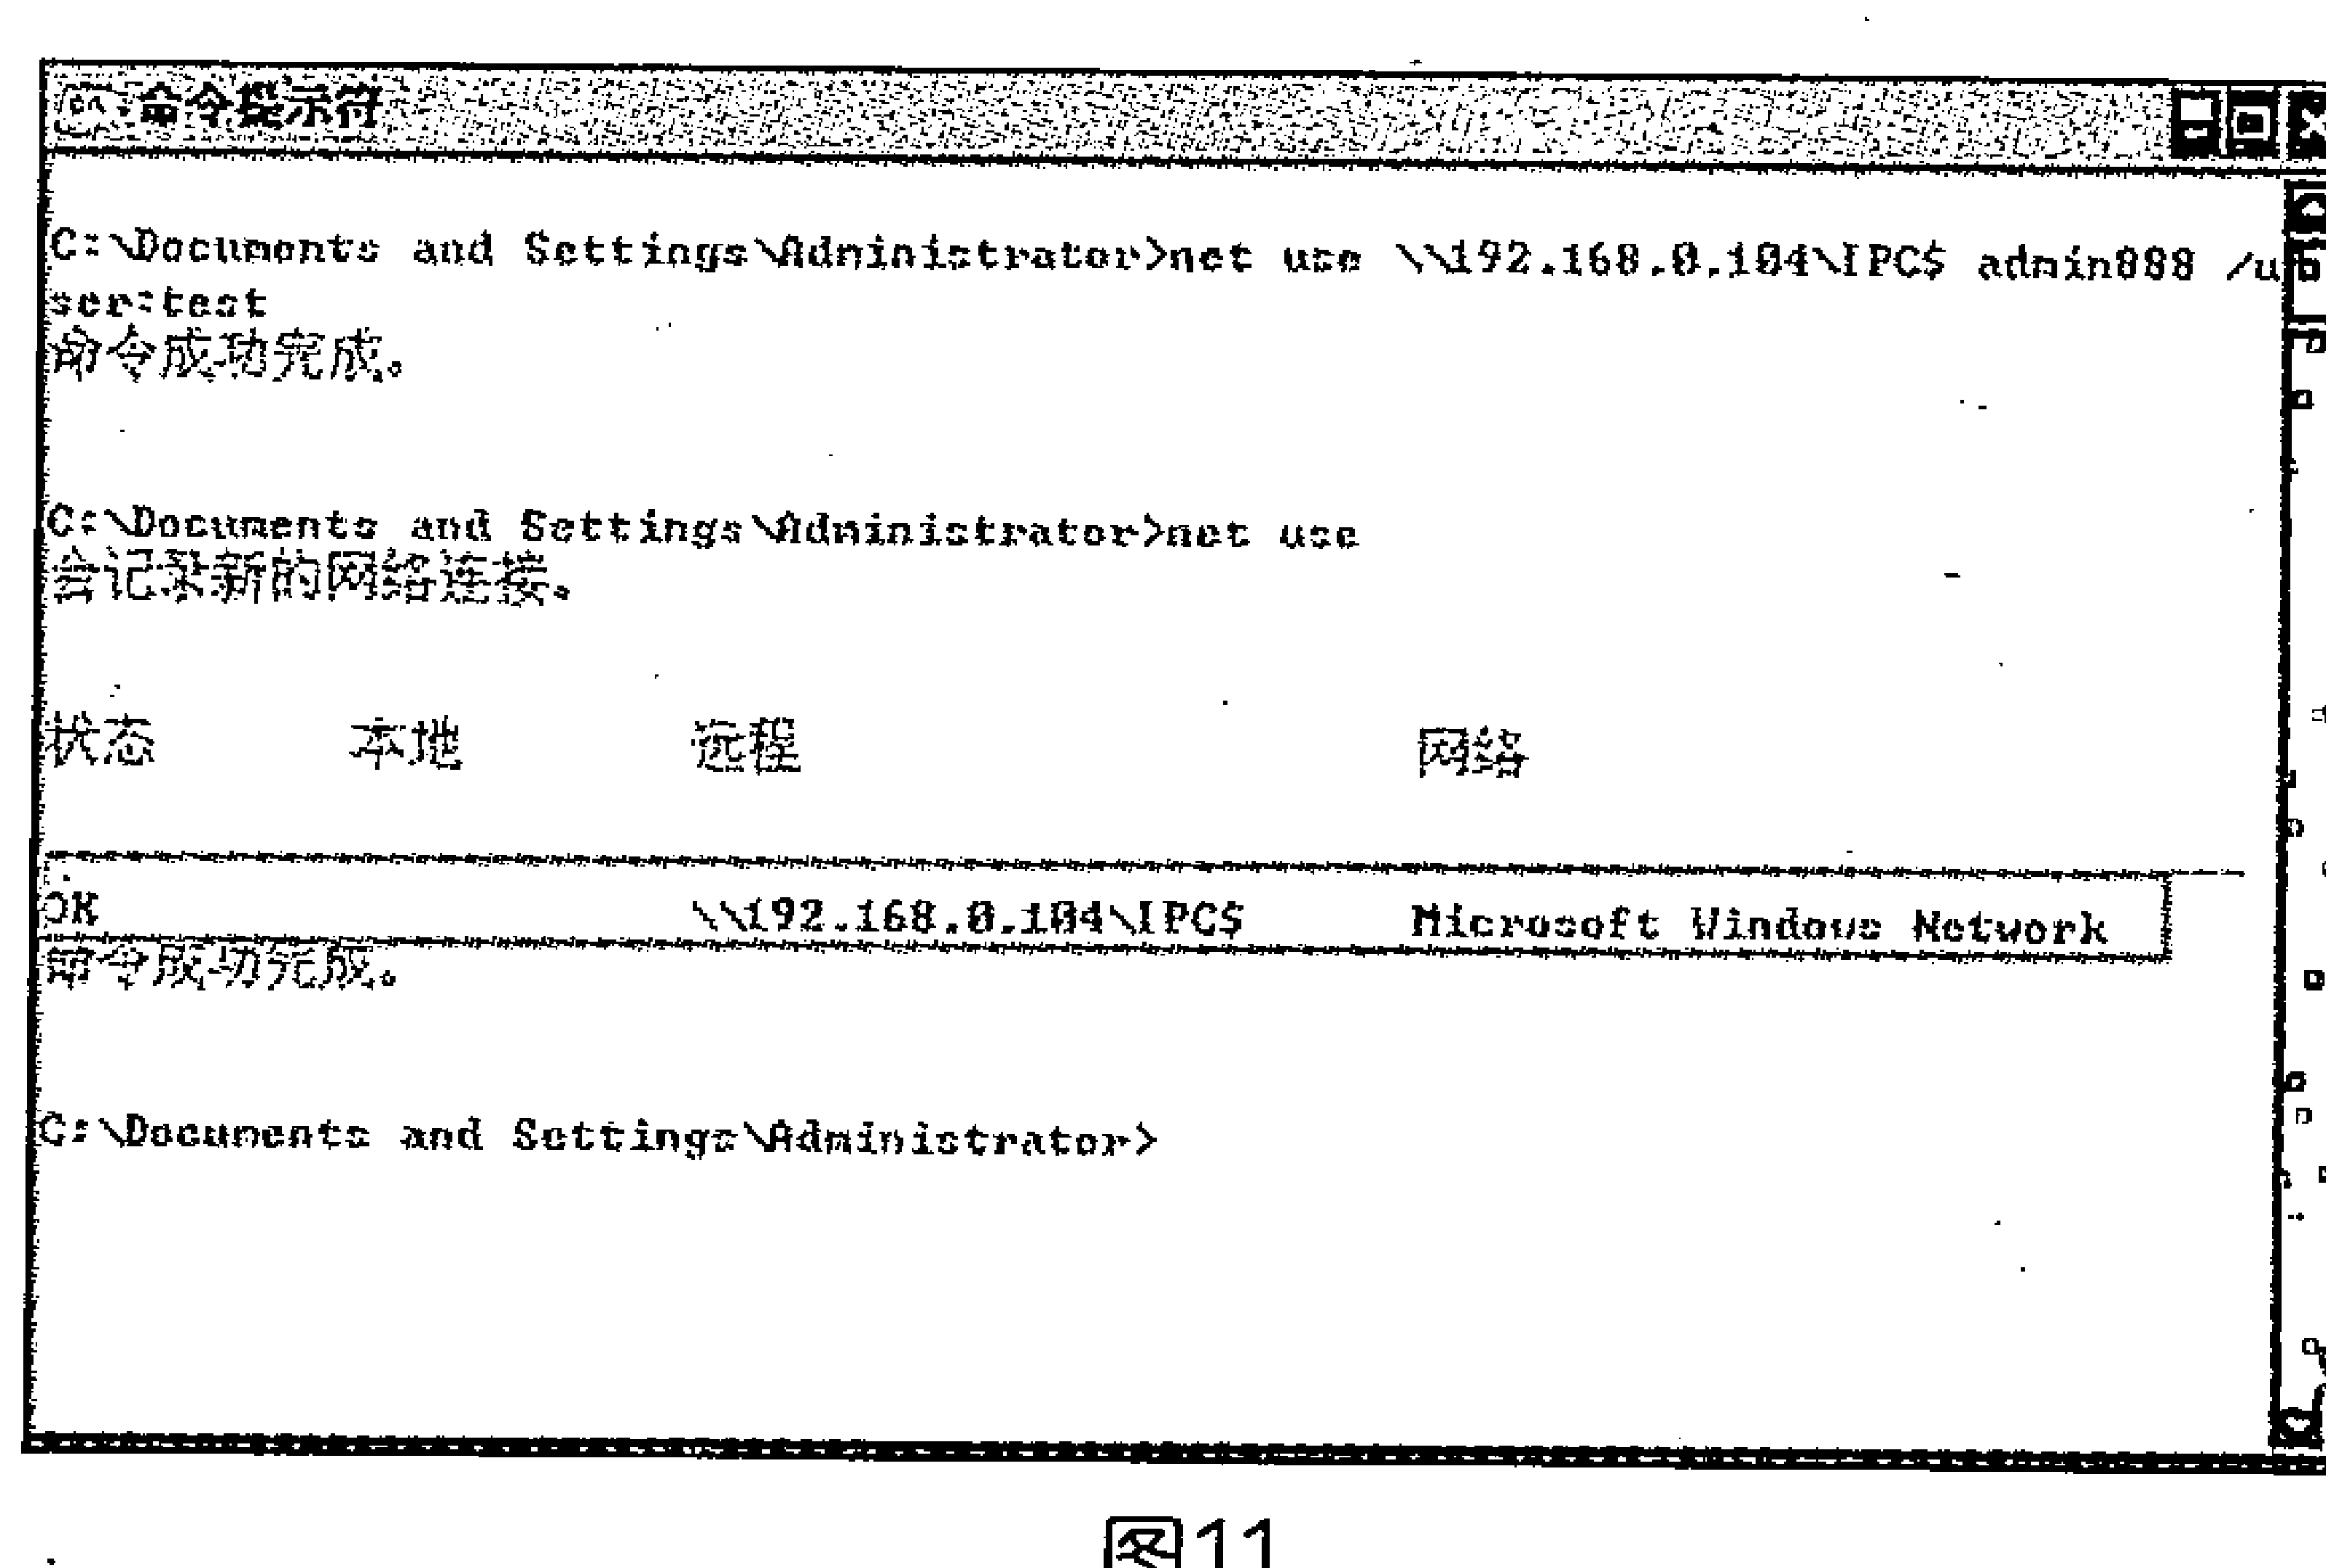 命令提示符
C:\Documents and Settings\Administrator>net use \\192.168.0.104\IPC$ admin888 /u
ser:test
命令成功完成。
C:\Documents and Settings\Administrator>net use
会记录新的网络连接。
状态 本地 远程 网络
OK \\192.168.0.104\IPC$ Microsoft Windows Network
命令成功完成。
C:\Documents and Settings\Administrator>
图11